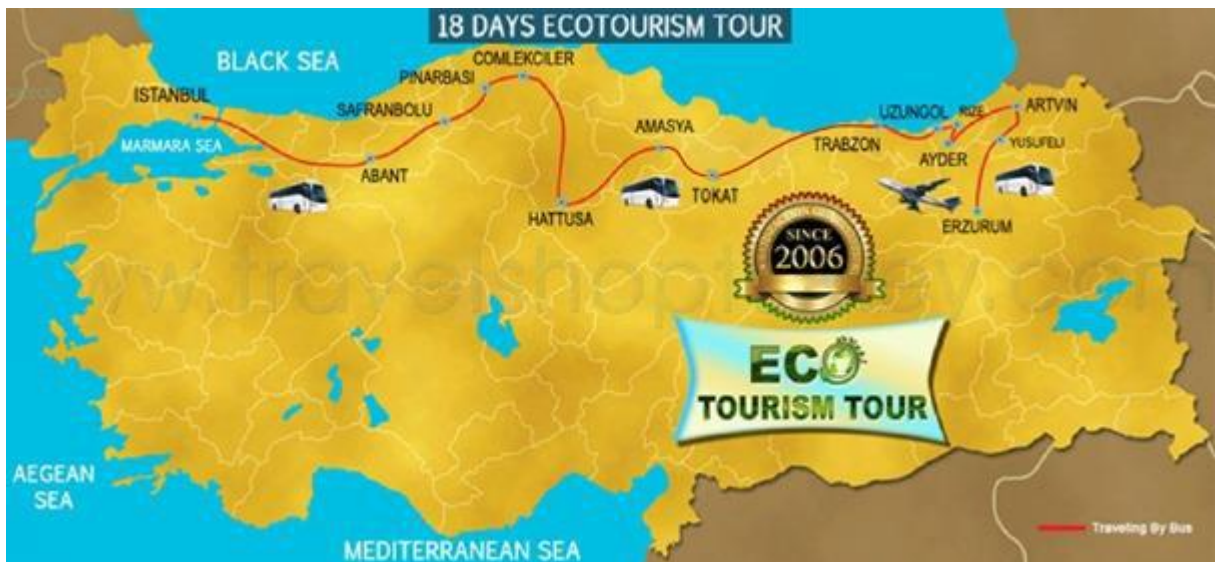 18 DAYS ECOTOURISM TOUR
BLACK SEA
COMLEKCILER
PINARBASI
ISTANBUL
SAFRANBOLU
UZUNGOL
RIZE
ARTVIN
MARMARA SEA
AMASYA
TRABZON
YUSUFELI
ABANT
AYDER
TOKAT
HATTUSA
ERZURUM
SINCE
2006
ECO
TOURISM TOUR
AEGEAN
SEA
MEDITERRANEAN SEA
Traveling By Bus